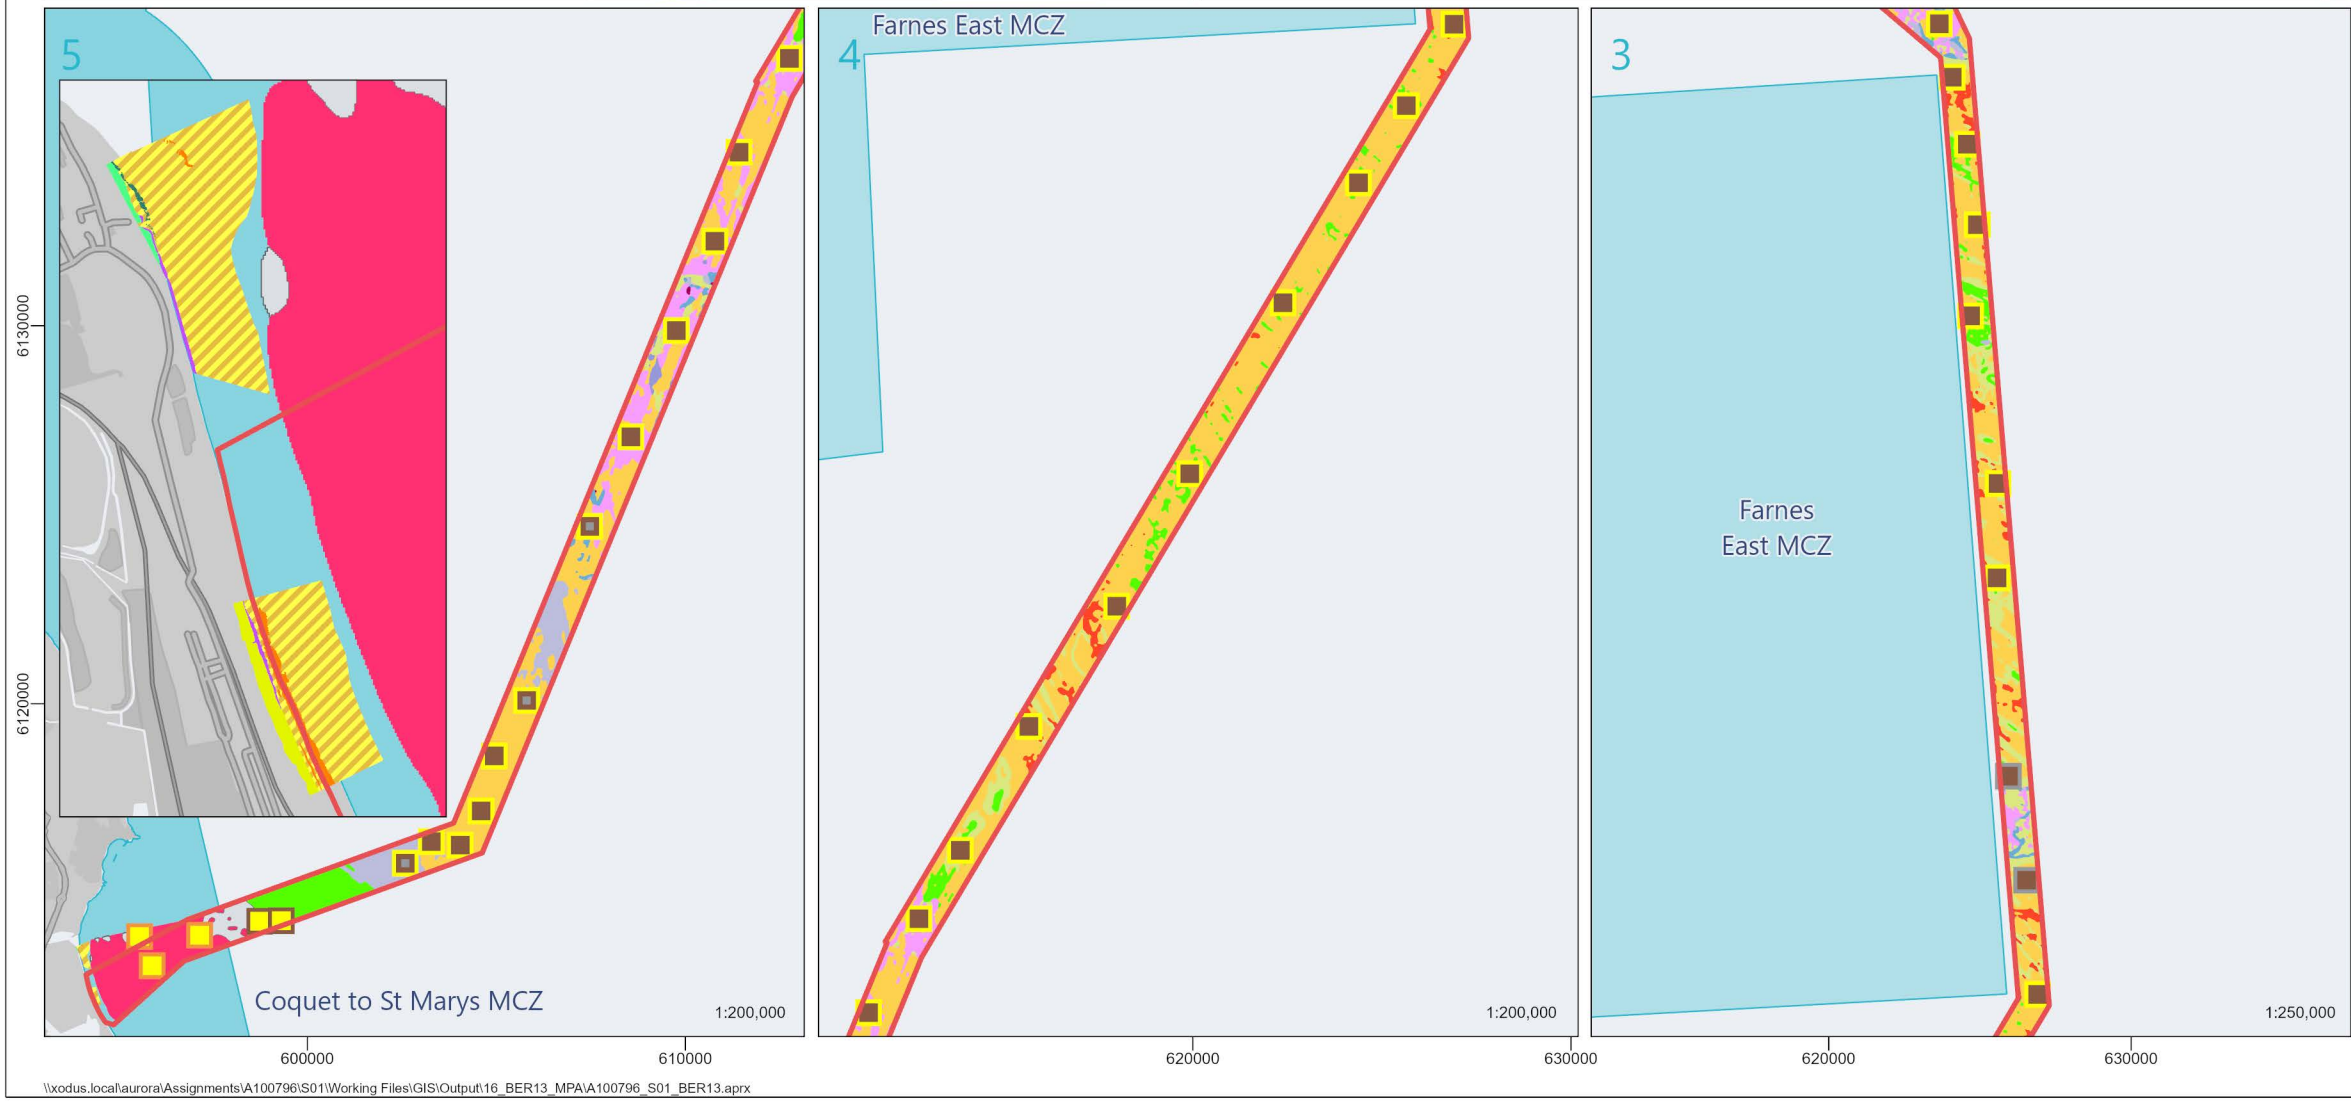 5
4
3
Farnes East MCZ
Farnes
East MCZ
Coquet to St Marys MCZ
1:200,000
1:200,000
1:250,000
6130000
6120000
600000
610000
620000
630000
620000
630000
\\xodus.local\aurora\Assignments\A100796\S01\Working Files\GIS\Output\16_BER13_MPA\A100796_S01_BER13.aprx